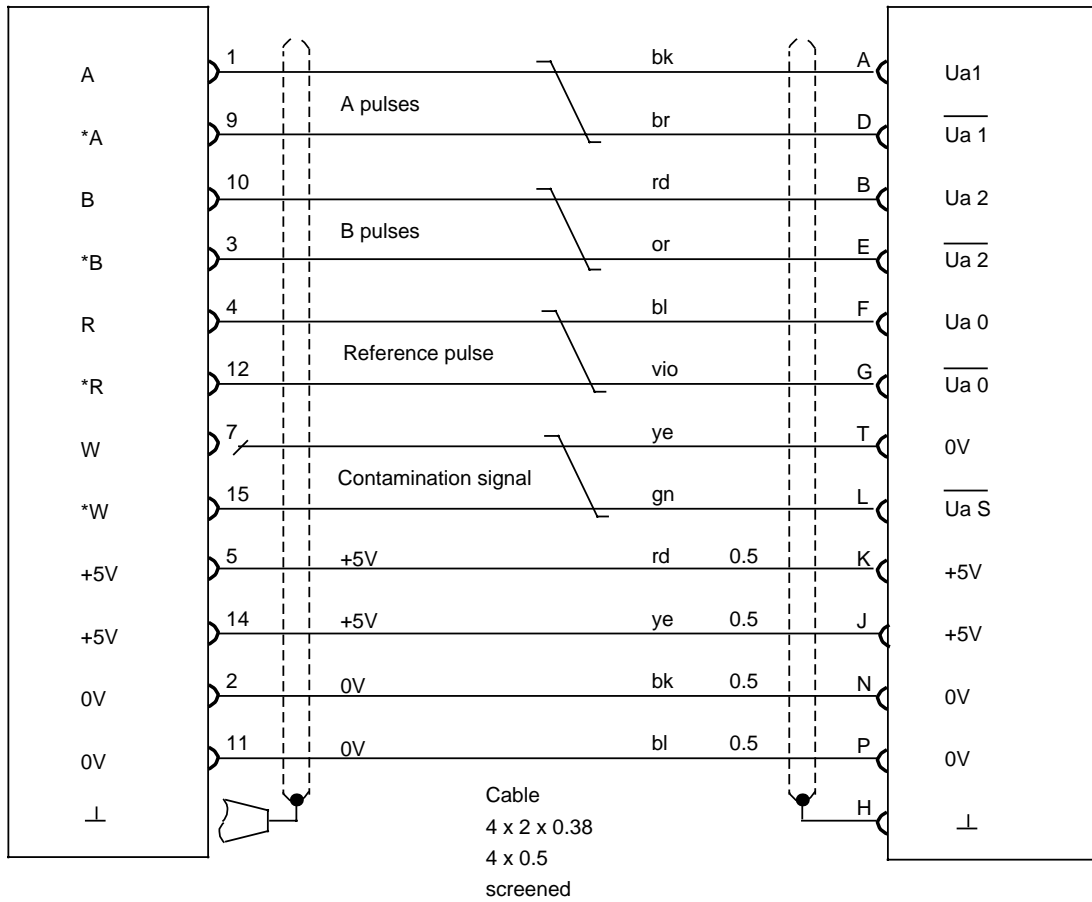 A 1 bk A Ua1
A pulses
*A 9 br D Ua 1
B 10 rd B Ua 2
B pulses
*B 3 or E Ua 2
R 4 bl F Ua 0
Reference pulse
*R 12 vio G Ua 0
W 7 ye T 0V
Contamination signal
*W 15 gn L Ua S
+5V 5 +5V rd 0.5 K +5V
+5V 14 +5V ye 0.5 J +5V
0V 2 0V bk 0.5 N 0V
0V 11 0V bl 0.5 P 0V
H
Cable
4 x 2 x 0.38
4 x 0.5
screened